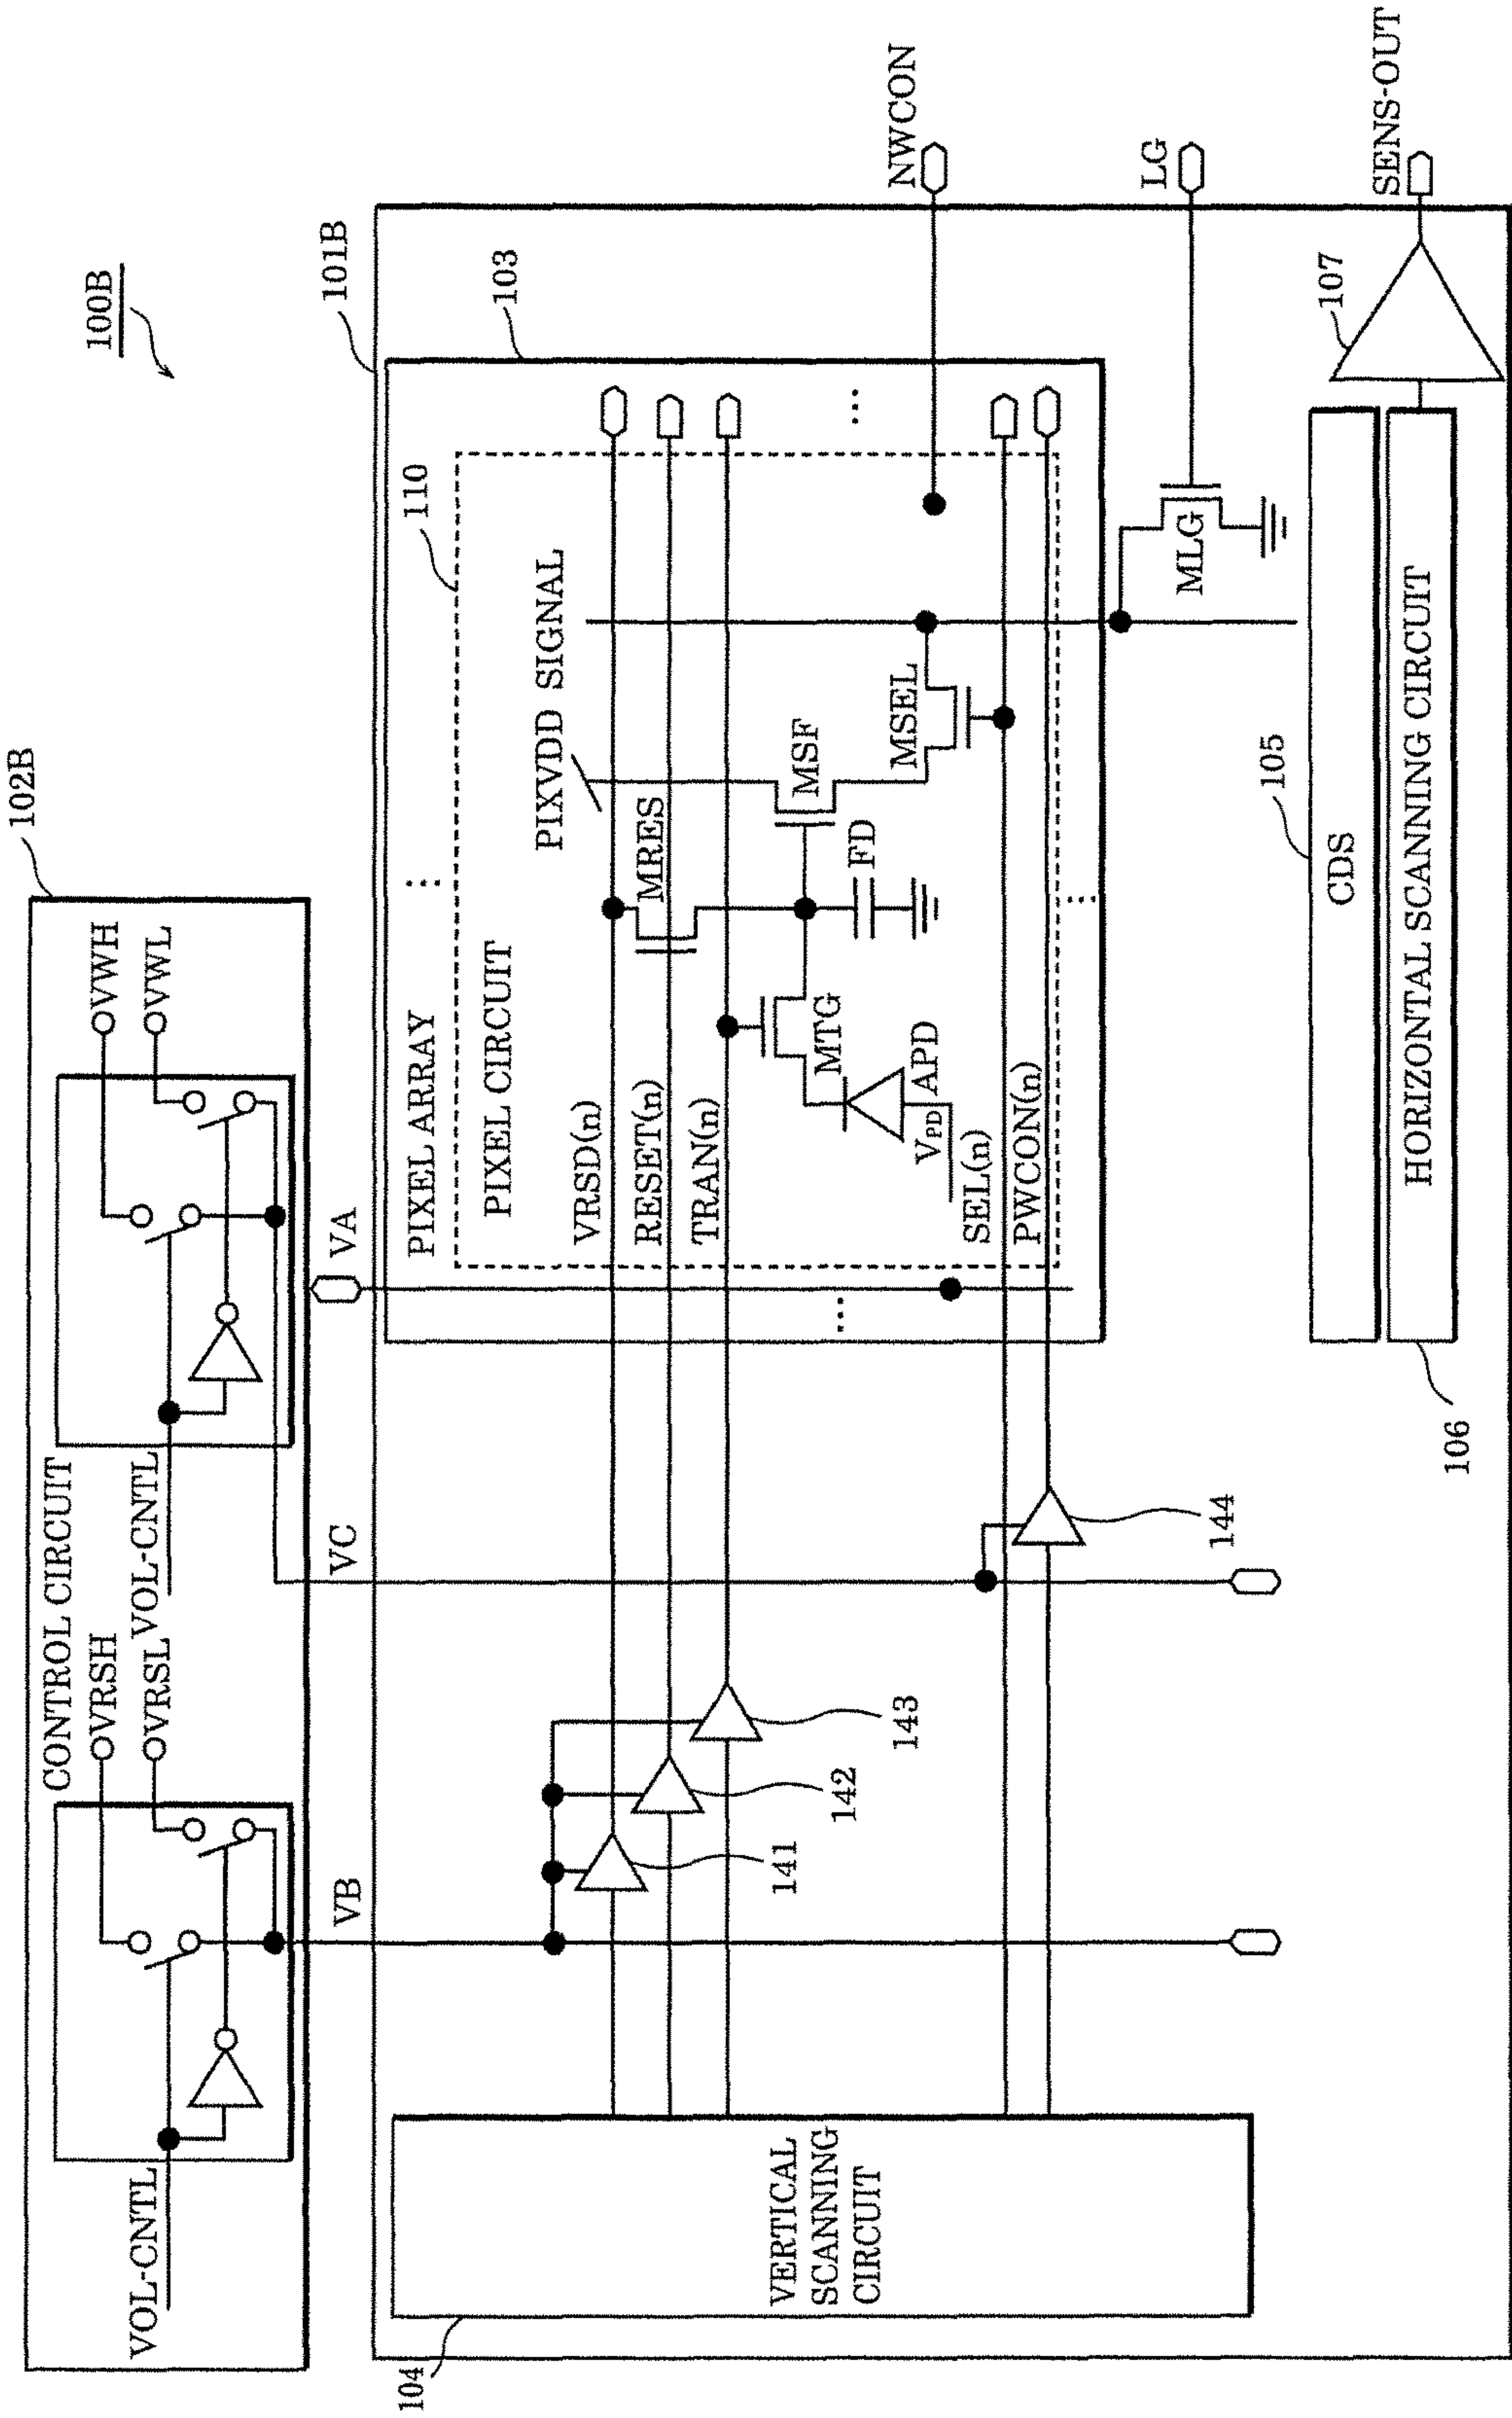 100B
102B
CONTROL CIRCUIT
VRSH
VRSL
VOL-CNTL
VWH
VWL
VOL-CNTL
VB
VC
VA
101B
PIXEL ARRAY
103
PIXEL CIRCUIT
110
PIXVDD SIGNAL
VRSD(n)
RESET(n)
TRAN(n)
MRES
MTG
MSF
FD
APD
VPD
MSEL
SEL(n)
PWCON(n)
NWCON
LG
MLG
141
142
143
144
104
VERTICAL
SCANNING
CIRCUIT
105
CDS
HORIZONTAL SCANNING CIRCUIT
106
107
SENS-OUT